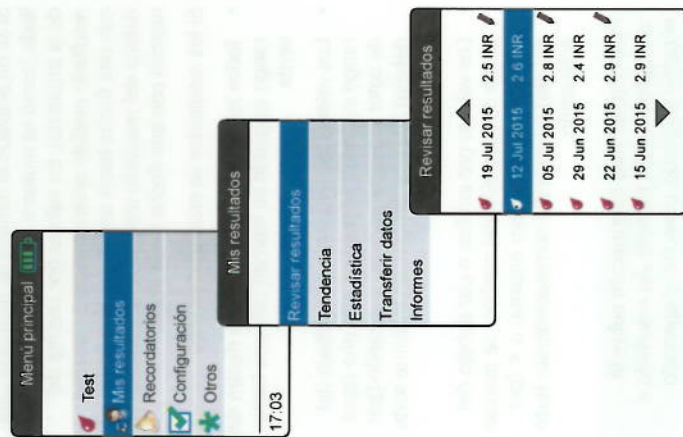 Menú principal
Test
Mis resultados
Recordatorios
Configuración
Otros
17:03
Mis resultados
Revisar resultados
Tendencia
Estadística
Transferir datos
Informes
Revisar resultados
19 Jul 2015 2.5 INR
12 Jul 2015 2.6 INR
05 Jul 2015 2.8 INR
29 Jun 2015 2.4 INR
22 Jun 2015 2.9 INR
15 Jun 2015 2.9 INR